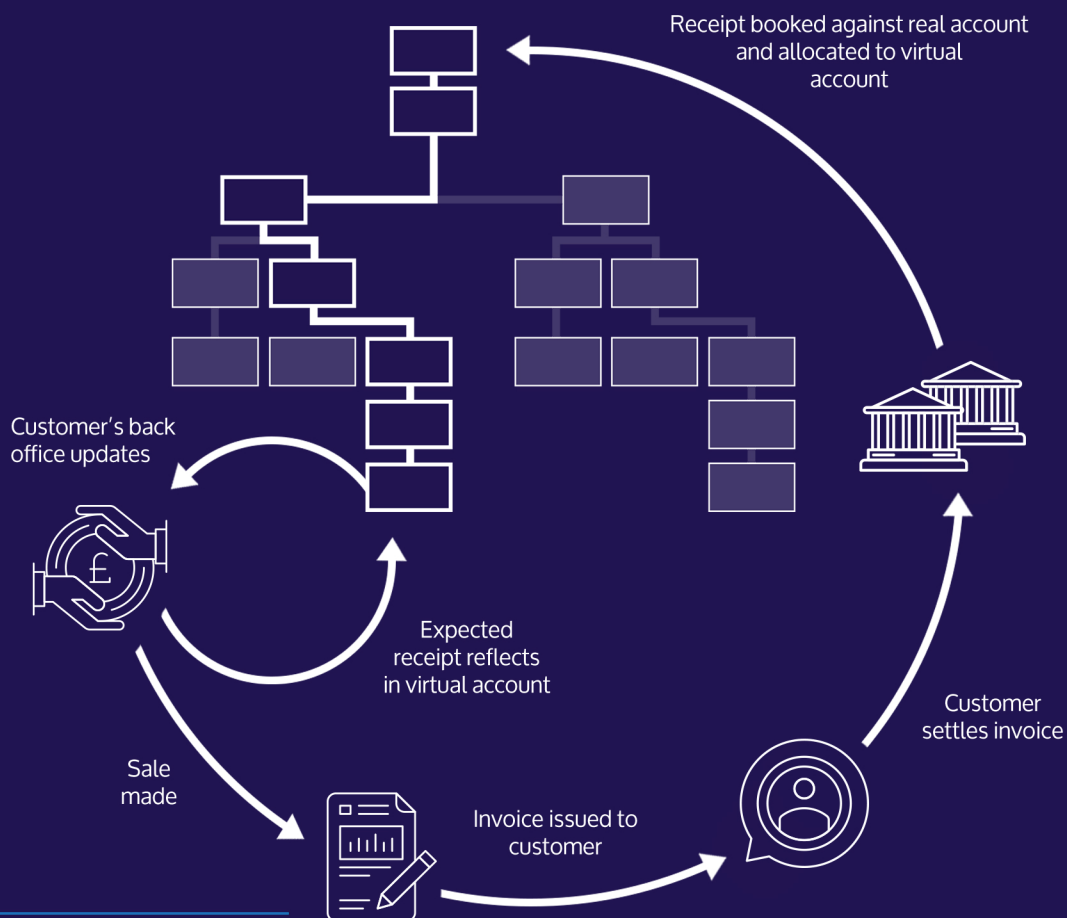 Receipt booked against real account
and allocated to virtual
account
Customer's back
office updates
£
Expected
receipt reflects
in virtual account
Customer
settles invoice
Sale
made
Invoice issued to
customer